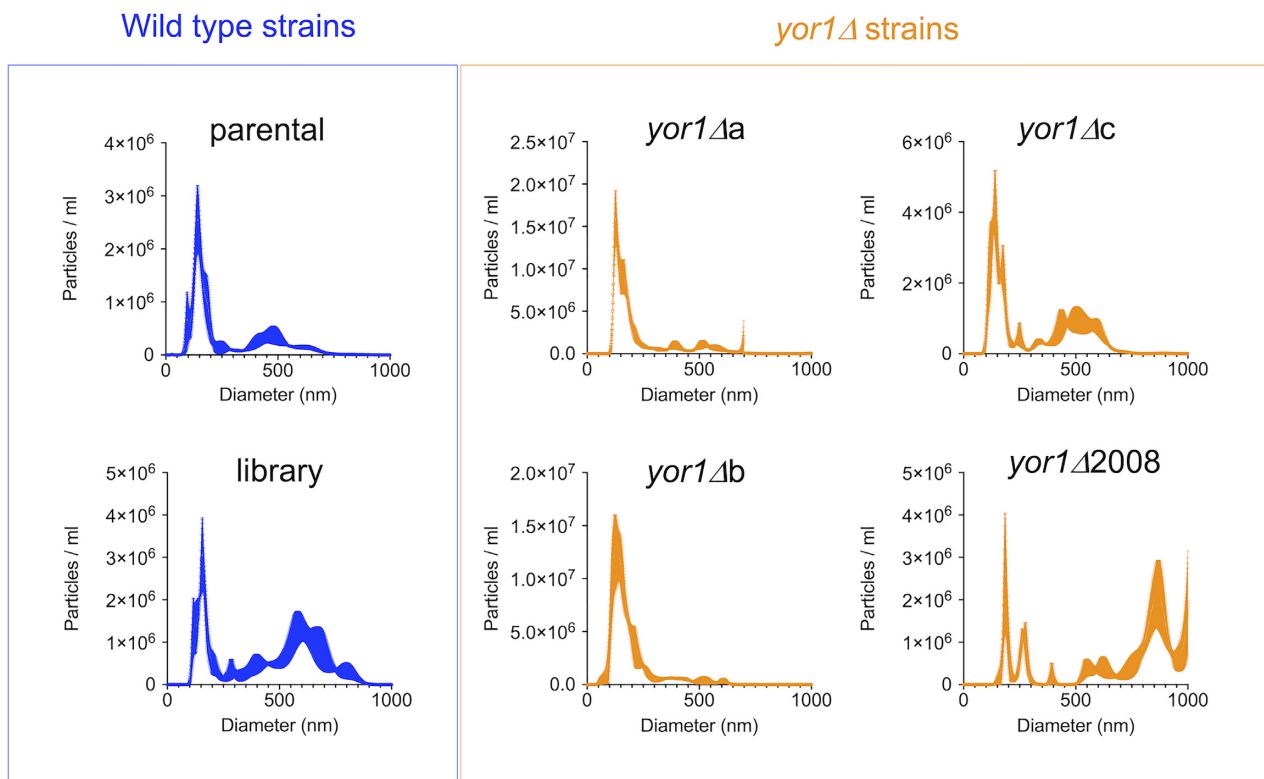 Wild type strains
yor1Δ strains
parental
4×10⁶
3×10⁶
2×10⁶
1×10⁶
0
Particles / ml
0
500
1000
Diameter (nm)
yor1Δa
2.5×10⁷
2.0×10⁷
1.5×10⁷
1.0×10⁷
5.0×10⁶
0.0
Particles / ml
0
500
1000
Diameter (nm)
yor1Δc
6×10⁶
4×10⁶
2×10⁶
0
Particles / ml
0
500
1000
Diameter (nm)
library
5×10⁶
4×10⁶
3×10⁶
2×10⁶
1×10⁶
0
Particles / ml
0
500
1000
Diameter (nm)
yor1Δb
2.0×10⁷
1.5×10⁷
1.0×10⁷
5.0×10⁶
0.0
Particles / ml
0
500
1000
Diameter (nm)
yor1Δ2008
5×10⁶
4×10⁶
3×10⁶
2×10⁶
1×10⁶
0
Particles / ml
0
500
1000
Diameter (nm)